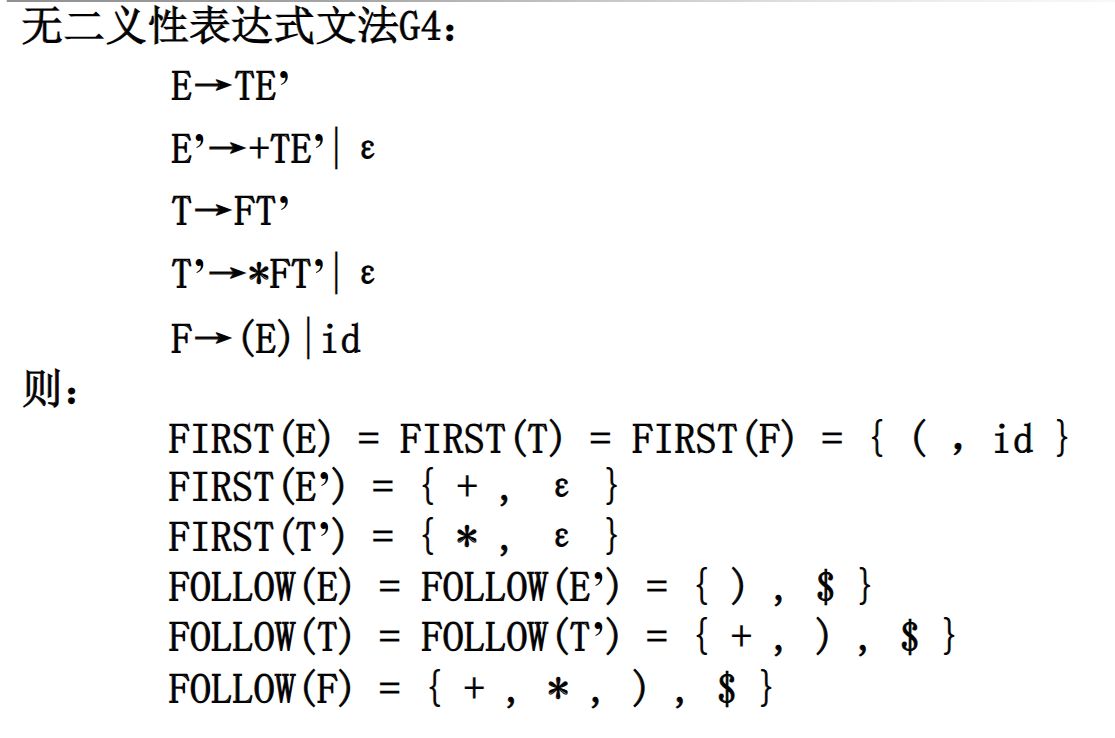 无二义性表达式文法G4：
E→TE’
E’→+TE’| ε
T→FT’
T’→*FT’| ε
F→(E)|id
则：
FIRST(E) = FIRST(T) = FIRST(F) = { ( , id }
FIRST(E’) = { + , ε }
FIRST(T’) = { * , ε }
FOLLOW(E) = FOLLOW(E’) = { ) , $ }
FOLLOW(T) = FOLLOW(T’) = { + , ) , $ }
FOLLOW(F) = { + , * , ) , $ }